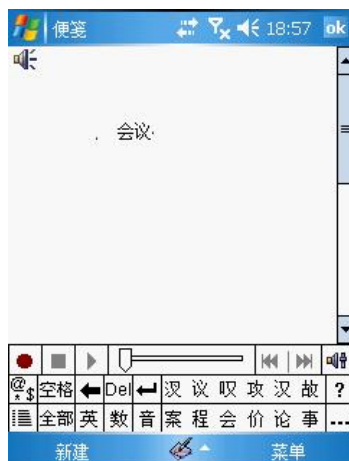 便笺 18:57 ok
会议
@*$ 空格 Del 汊 议 叹 攻 汉 故 ?
全部 英 数 音 案 程 会 价 论 事 ...
新建 菜单